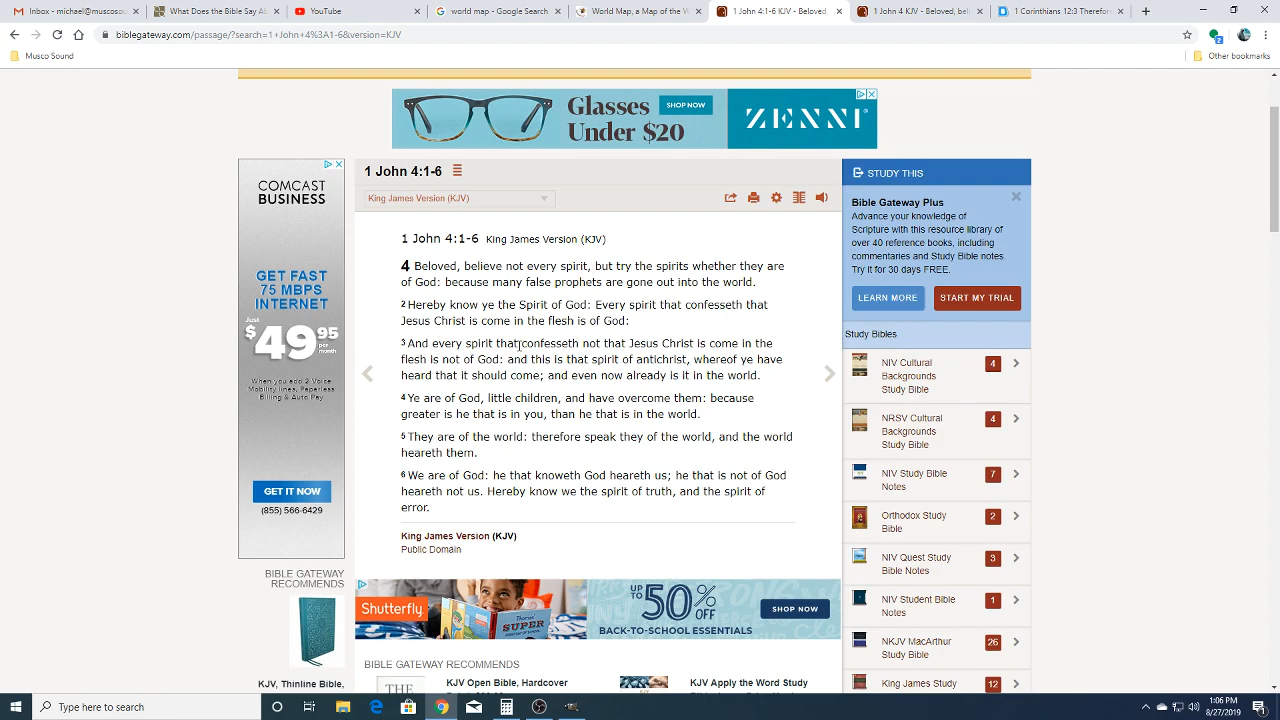 Inbox - muscosou
What Does the Bible Say Ab
YouTube
michael
world map - Google Search
World Map, a Map of the W
1 John 4:1-6 KJV - Beloved,
1 John 4 KJV - Beloved, bel
1 Corinthians 12:3 Therefor
biblegateway.com/passage/?search=1+John+4%3A1-6&version=KJV
2
Musco Sound
Other bookmarks
Glasses
Under $20
SHOP NOW
ZENNI
COMCAST
BUSINESS
GET FAST
75 MBPS
INTERNET
Just
$49.95
per
month
When you add 2 Voice
Mobility lines, Paperless
Billing & Auto Pay.
GET IT NOW
(855) 566-6429
BIBLE GATEWAY
RECOMMENDS
KJV, Thinline Bible,
1 John 4:1-6
King James Version (KJV)
1 John 4:1-6 King James Version (KJV)
4 Beloved, believe not every spirit, but try the spirits whether they are
of God: because many false prophets are gone out into the world.
2 Hereby know ye the Spirit of God: Every spirit that confesseth that
Jesus Christ is come in the flesh is of God:
3 And every spirit that confesseth not that Jesus Christ is come in the
flesh is not of God: and this is that spirit of antichrist, whereof ye have
heard that it should come; and even now already is it in the world.
4 Ye are of God, little children, and have overcome them: because
greater is he that is in you, than he that is in the world.
5 They are of the world: therefore speak they of the world, and the world
heareth them.
6 We are of God: he that knoweth God heareth us; he that is not of God
heareth not us. Hereby know we the spirit of truth, and the spirit of
error.
King James Version (KJV)
Public Domain
Shutterfly
SUPER
UP TO 50% OFF
BACK-TO-SCHOOL ESSENTIALS
SHOP NOW
BIBLE GATEWAY RECOMMENDS
THE
KJV Open Bible, Hardcover
KJV Apply the Word Study
STUDY THIS
Bible Gateway Plus
Advance your knowledge of
Scripture with this resource library of
over 40 reference books, including
commentaries and Study Bible notes.
Try it for 30 days FREE.
LEARN MORE
START MY TRIAL
Study Bibles
NIV Cultural
Backgrounds
Study Bible
4
NRSV Cultural
Backgrounds
Study Bible
4
NIV Study Bible
Notes
7
Orthodox Study
Bible
2
NIV Quest Study
Bible Notes
3
NIV Student Bible
Notes
1
NKJV MacArthur
Study Bible
26
King James Study
12
Type here to search
1:06 PM
8/27/2019